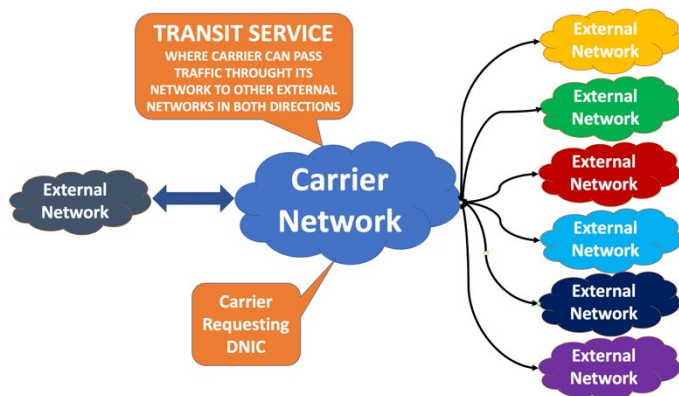 TRANSIT SERVICE
WHERE CARRIER CAN PASS
TRAFFIC THROUGHT ITS
NETWORK TO OTHER EXTERNAL
NETWORKS IN BOTH DIRECTIONS
External
Network
Carrier
Network
Carrier
Requesting
DNIC
External
Network
External
Network
External
Network
External
Network
External
Network
External
Network